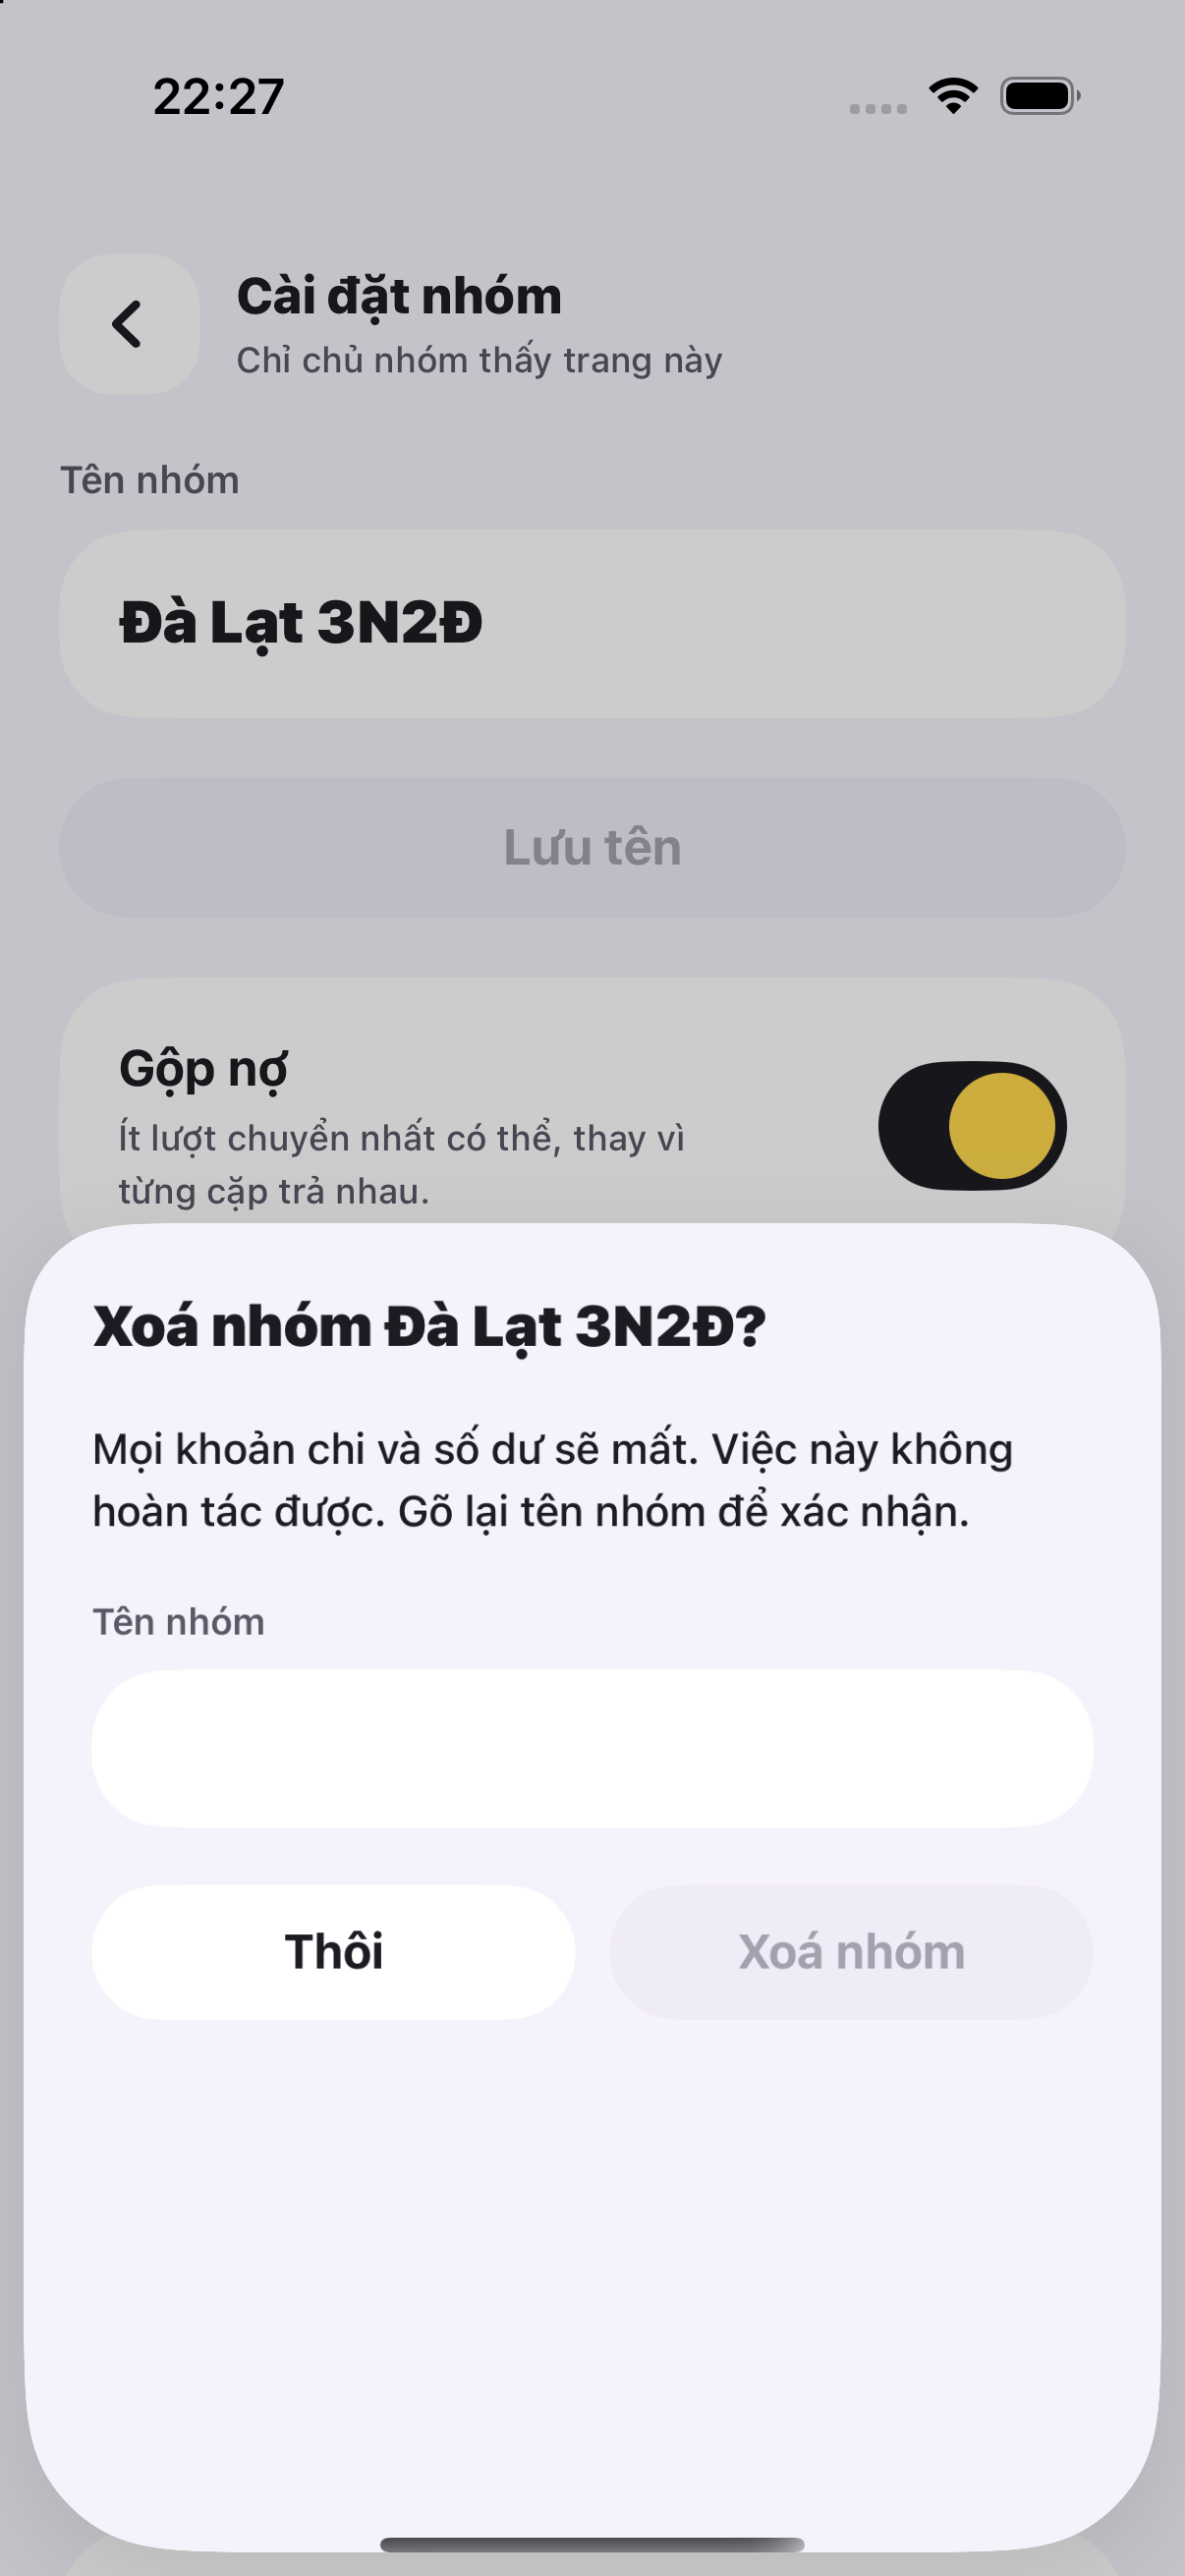 22:27
Cài đặt nhóm
Chỉ chủ nhóm thấy trang này
Tên nhóm
Đà Lạt 3N2Đ
Lưu tên
Gộp nợ
Ít lượt chuyển nhất có thể, thay vì
từng cặp trả nhau.
Xoá nhóm Đà Lạt 3N2Đ?
Mọi khoản chi và số dư sẽ mất. Việc này không
hoàn tác được. Gõ lại tên nhóm để xác nhận.
Tên nhóm
Thôi
Xoá nhóm